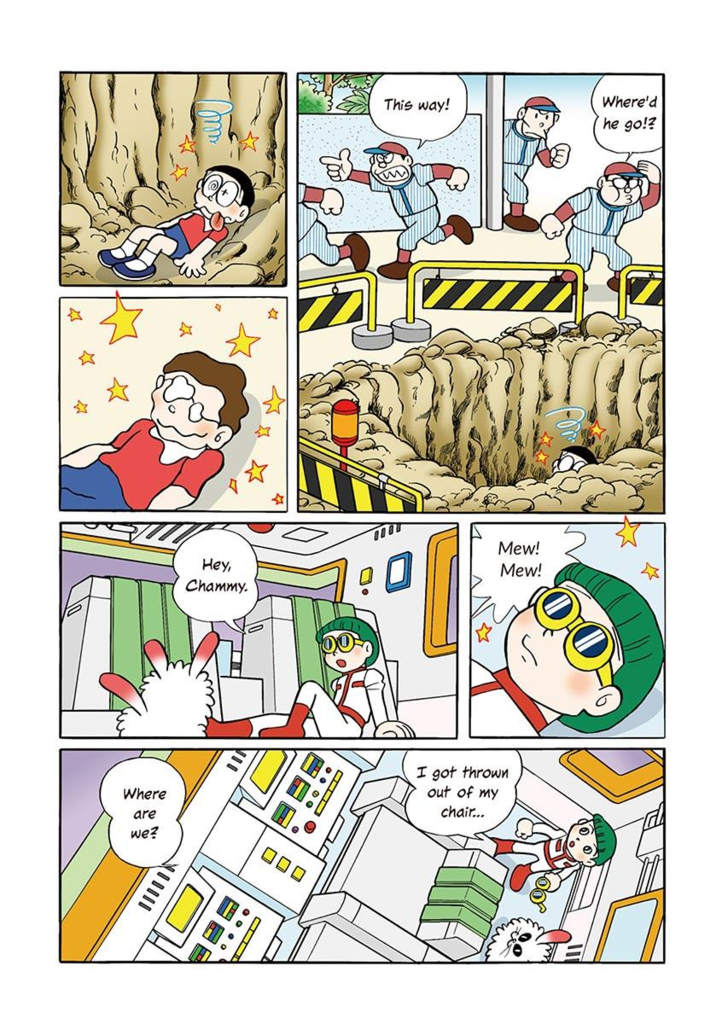 This way!
Where'd
he go!?
Hey,
Chammy.
Mew!
Mew!
Where
are
we?
I got thrown
out of my
chair...